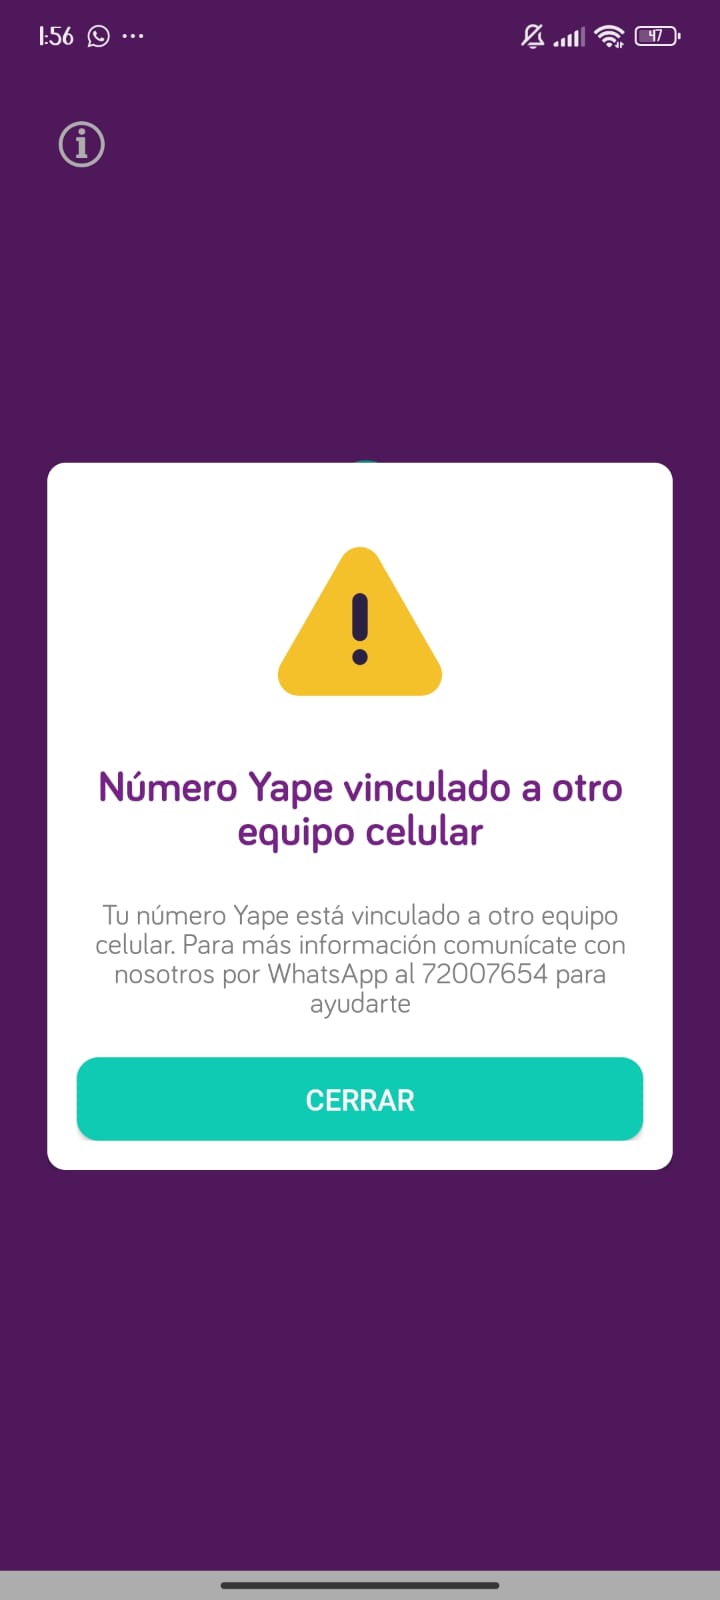 1:56
47
Número Yape vinculado a otro
equipo celular
Tu número Yape está vinculado a otro equipo
celular. Para más información comunícate con
nosotros por WhatsApp al 72007654 para
ayudarte
CERRAR